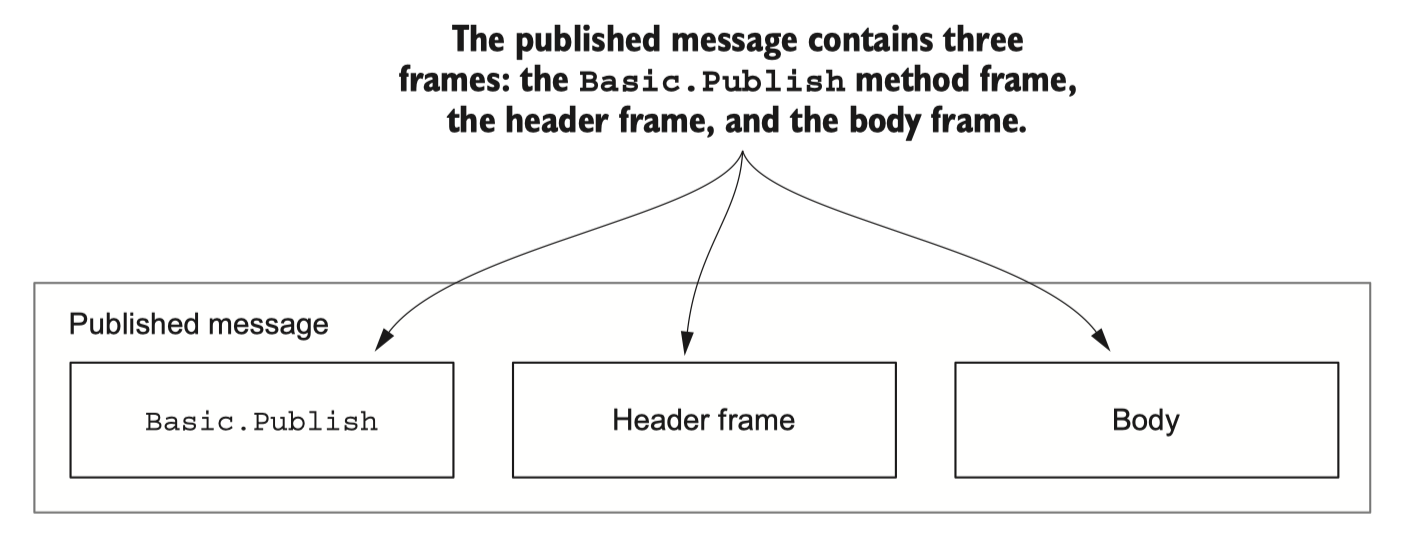 The published message contains three
frames: the Basic.Publish method frame,
the header frame, and the body frame.
Published message
Basic.Publish
Header frame
Body